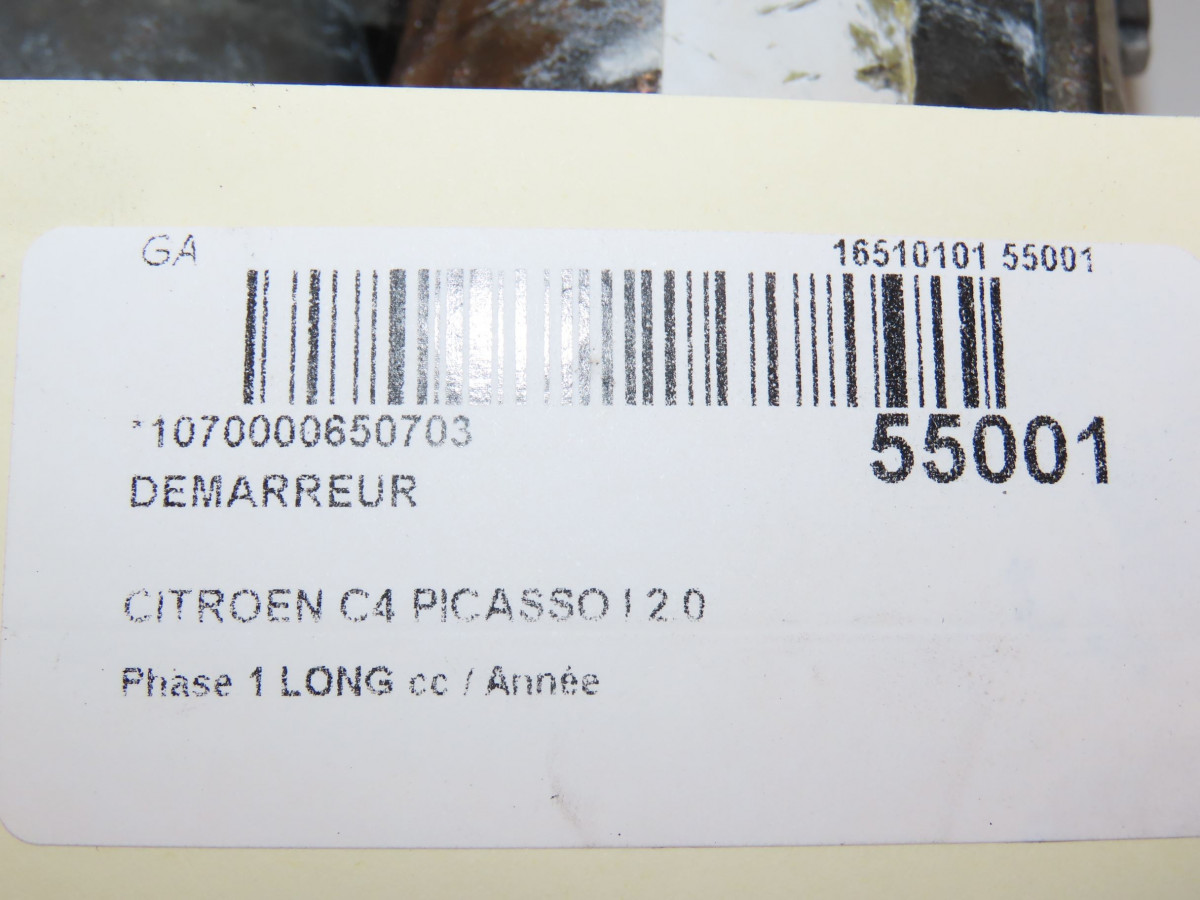 GA
16510101 55001
*1070000650703
55001
DEMARREUR
CITROEN C4 PICASSO I 2.0
Phase 1 LONG cc / Année